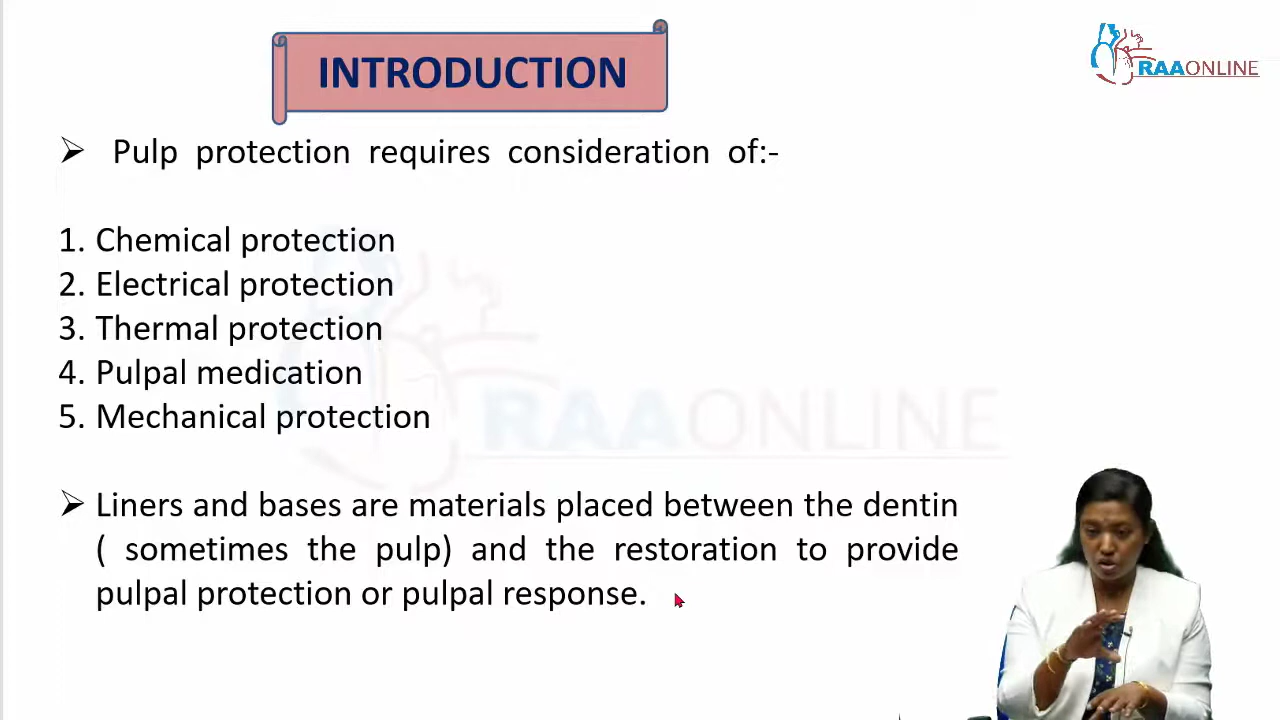 INTRODUCTION
RAAONLINE
➢ Pulp protection requires consideration of:-
1. Chemical protection
2. Electrical protection
3. Thermal protection
4. Pulpal medication
5. Mechanical protection
RAAONLINE
➢ Liners and bases are materials placed between the dentin
( sometimes the pulp) and the restoration to provide
pulpal protection or pulpal response.